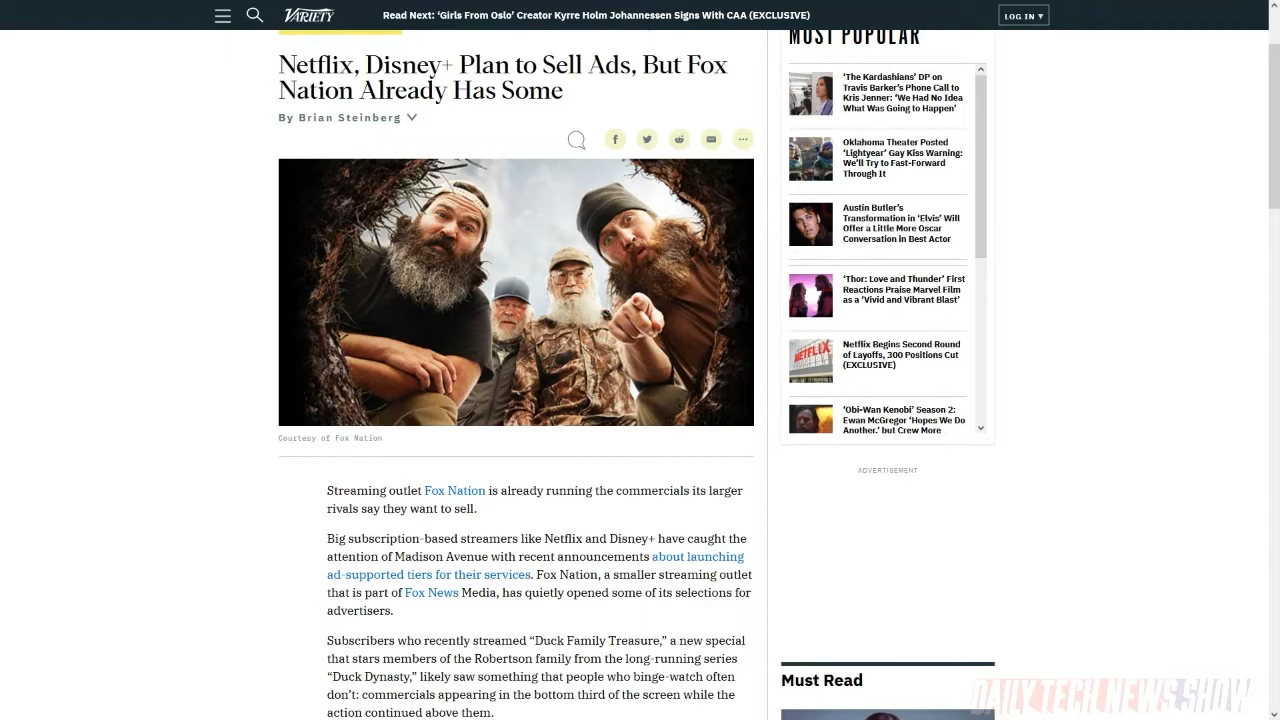 VARIETY
Read Next: ‘Girls From Oslo’ Creator Kyrre Holm Johannessen Signs With CAA (EXCLUSIVE)
LOG IN ▾
Netflix, Disney+ Plan to Sell Ads, But Fox
Nation Already Has Some
By Brian Steinberg
Courtesy of Fox Nation
Streaming outlet Fox Nation is already running the commercials its larger
rivals say they want to sell.
Big subscription-based streamers like Netflix and Disney+ have caught the
attention of Madison Avenue with recent announcements about launching
ad-supported tiers for their services. Fox Nation, a smaller streaming outlet
that is part of Fox News Media, has quietly opened some of its selections for
advertisers.
Subscribers who recently streamed “Duck Family Treasure,” a new special
that stars members of the Robertson family from the long-running series
“Duck Dynasty,” likely saw something that people who binge-watch often
don’t: commercials appearing in the bottom third of the screen while the
action continued above them.
MOST POPULAR
‘The Kardashians’ DP on
Travis Barker’s Phone Call to
Kris Jenner: ‘We Had No Idea
What Was Going to Happen’
Oklahoma Theater Posted
‘Lightyear’ Gay Kiss Warning:
We’ll Try to Fast-Forward
Through It
Austin Butler’s
Transformation in ‘Elvis’ Will
Offer a Little More Oscar
Conversation in Best Actor
‘Thor: Love and Thunder’ First
Reactions Praise Marvel Film
as a ‘Vivid and Vibrant Blast’
NETFLIX
Netflix Begins Second Round
of Layoffs, 300 Positions Cut
(EXCLUSIVE)
‘Obi-Wan Kenobi’ Season 2:
Ewan McGregor ‘Hopes We Do
Another,’ but Crew More
ADVERTISEMENT
Must Read
DAILY TECH NEWS SHOW